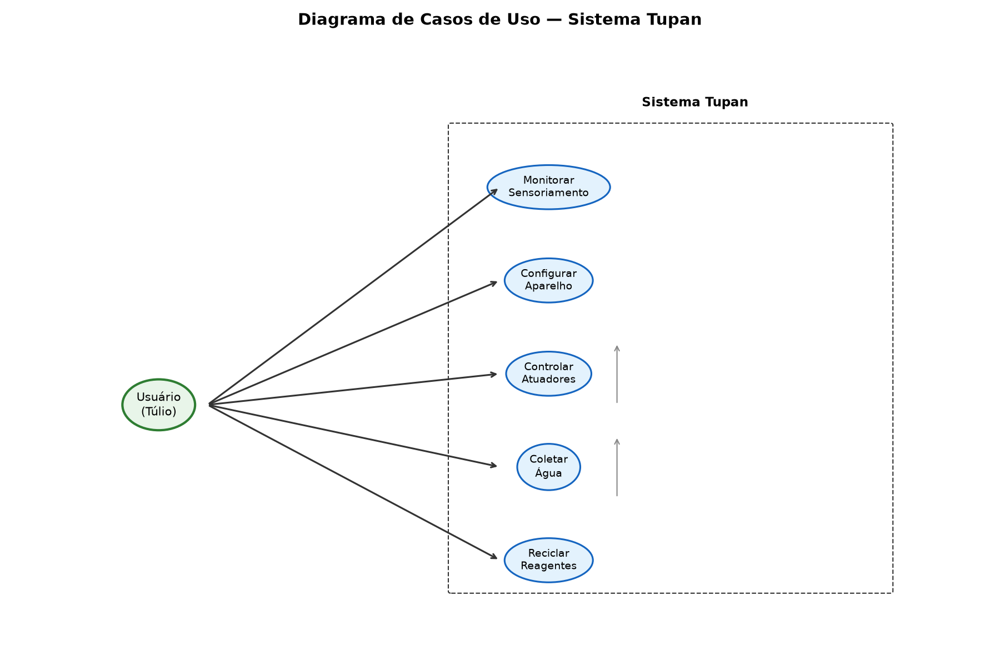 Diagrama de Casos de Uso — Sistema Tupan
Sistema Tupan
Monitorar
Sensoriamento
Configurar
Aparelho
Controlar
Atuadores
Usuário
(Túlio)
Coletar
Água
Reciclar
Reagentes